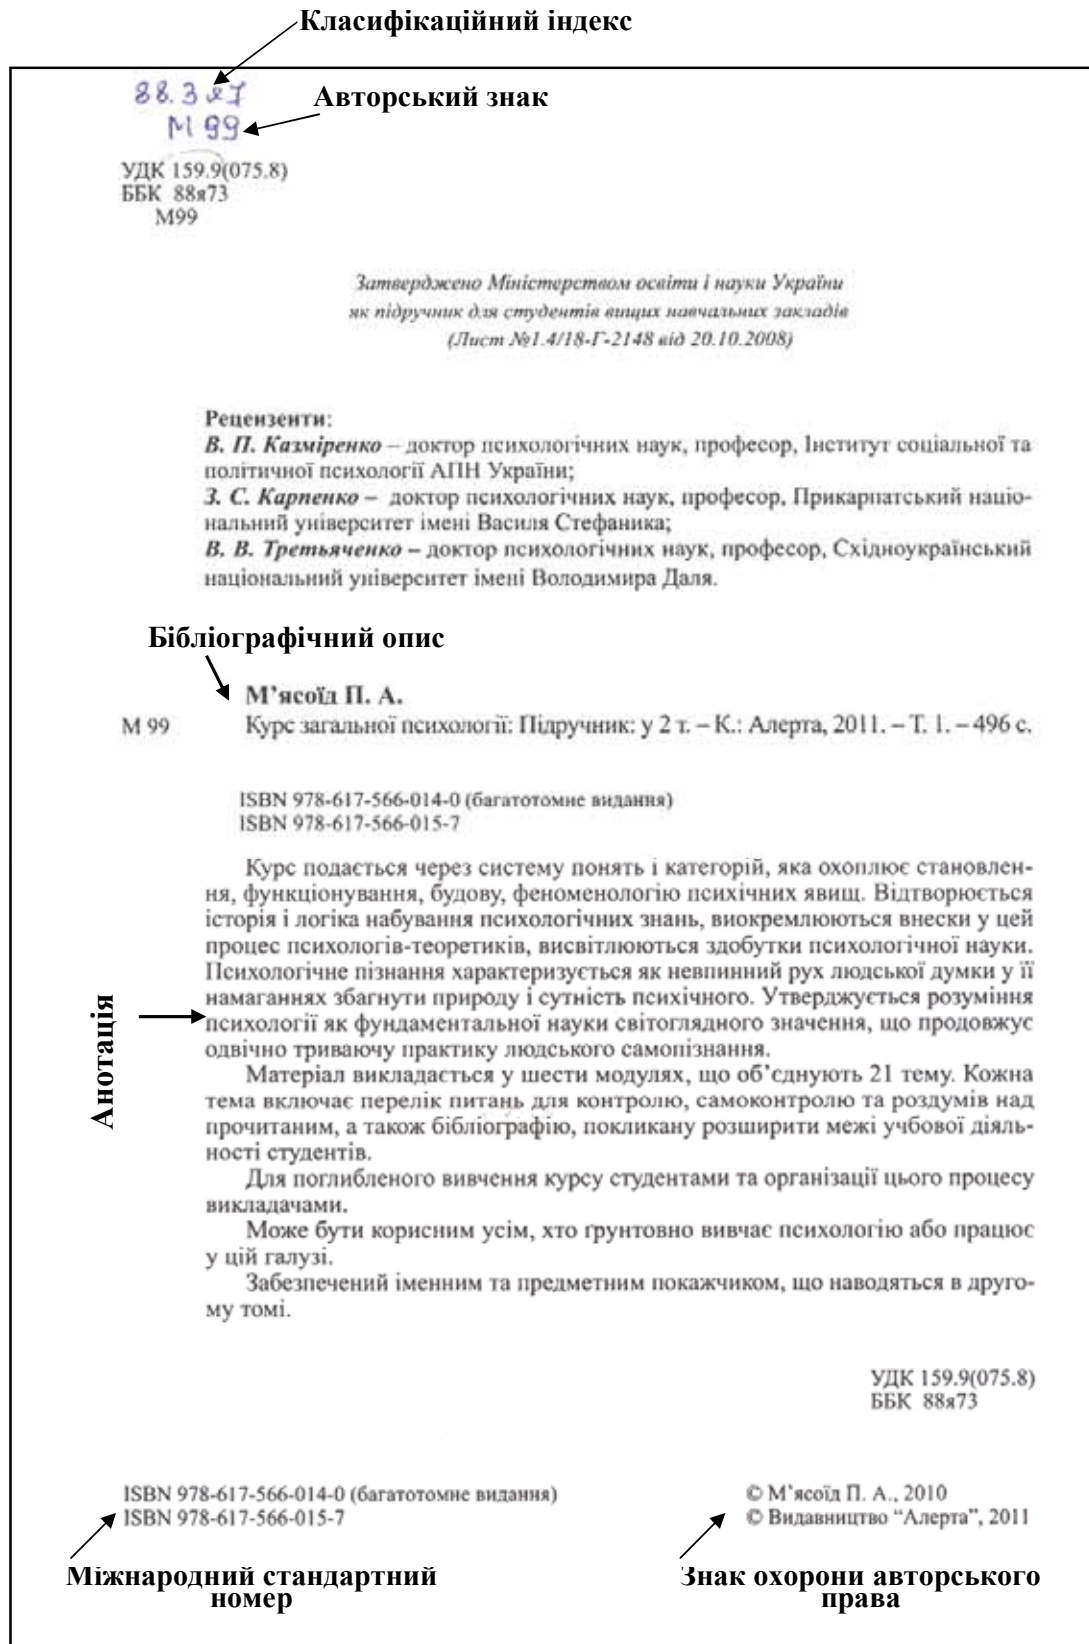 Класифікаційний індекс
88.3я7
Авторський знак
М 99
УДК 159.9(075.8)
ББК 88я73
М99
Затверджено Міністерством освіти і науки України
як підручник для студентів вищих навчальних закладів
(Лист №1.4/18-Г-2148 від 20.10.2008)
Рецензенти:
В. П. Казміренко – доктор психологічних наук, професор, Інститут соціальної та
політичної психології АПН України;
З. С. Карпенко – доктор психологічних наук, професор, Прикарпатський націо-
нальний університет імені Василя Стефаника;
В. В. Третьяченко – доктор психологічних наук, професор, Східноукраїнський
національний університет імені Володимира Даля.
Бібліографічний опис
М’ясоїд П. А.
М 99 Курс загальної психології: Підручник: у 2 т. – К.: Алерта, 2011. – Т. 1. – 496 с.
ISBN 978-617-566-014-0 (багатотомне видання)
ISBN 978-617-566-015-7
Курс подається через систему понять і категорій, яка охоплює становлен-
ня, функціонування, будову, феноменологію психічних явищ. Відтворюється
історія і логіка набування психологічних знань, виокремлюються внески у цей
процес психологів-теоретиків, висвітлюються здобутки психологічної науки.
Психологічне пізнання характеризується як невпинний рух людської думки у її
намаганнях збагнути природу і сутність психічного. Утверджується розуміння
психології як фундаментальної науки світоглядного значення, що продовжує
одвічно триваючу практику людського самопізнання.
Анотація
Матеріал викладається у шести модулях, що об’єднують 21 тему. Кожна
тема включає перелік питань для контролю, самоконтролю та роздумів над
прочитаним, а також бібліографію, покликану розширити межі учбової діяль-
ності студентів.
Для поглибленого вивчення курсу студентами та організації цього процесу
викладачами.
Може бути корисним усім, хто ґрунтовно вивчає психологію або працює
у цій галузі.
Забезпечений іменним та предметним покажчиком, що наводяться в друго-
му томі.
УДК 159.9(075.8)
ББК 88я73
ISBN 978-617-566-014-0 (багатотомне видання)
ISBN 978-617-566-015-7
© М’ясоїд П. А., 2010
© Видавництво “Алерта”, 2011
Міжнародний стандартний
номер
Знак охорони авторського
права